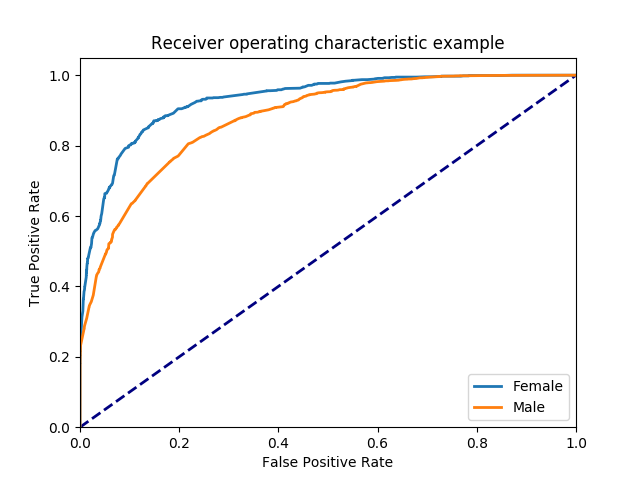 Receiver operating characteristic example
True Positive Rate
1.0
0.8
0.6
0.4
0.2
0.0
Female
Male
0.0 0.2 0.4 0.6 0.8 1.0
False Positive Rate